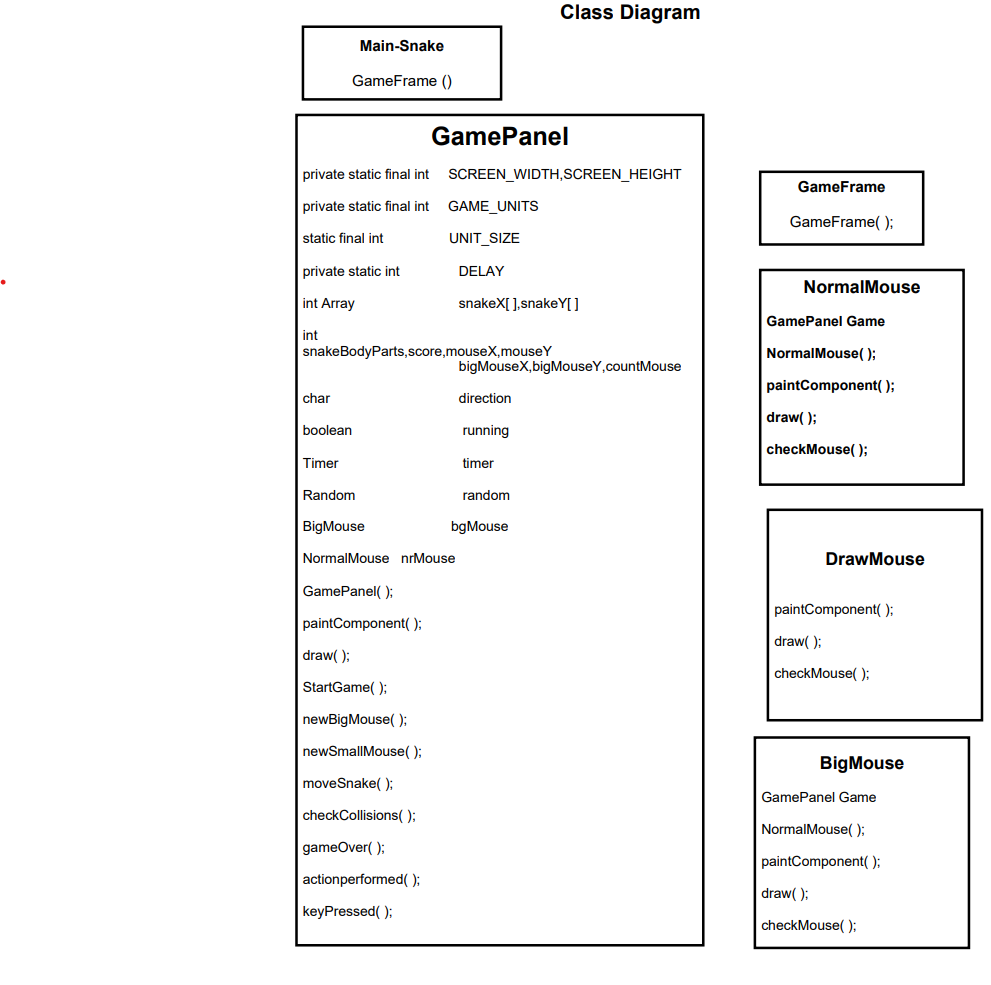 Class Diagram
Main-Snake
GameFrame ()
GamePanel
private static final int SCREEN_WIDTH,SCREEN_HEIGHT
private static final int GAME_UNITS
static final int UNIT_SIZE
private static int DELAY
int Array snakeX[ ],snakeY[ ]
int
snakeBodyParts,score,mouseX,mouseY
bigMouseX,bigMouseY,countMouse
char direction
boolean running
Timer timer
Random random
BigMouse bgMouse
NormalMouse nrMouse
GamePanel( );
paintComponent( );
draw( );
StartGame( );
newBigMouse( );
newSmallMouse( );
moveSnake( );
checkCollisions( );
gameOver( );
actionperformed( );
keyPressed( );
GameFrame
GameFrame( );
NormalMouse
GamePanel Game
NormalMouse( );
paintComponent( );
draw( );
checkMouse( );
DrawMouse
paintComponent( );
draw( );
checkMouse( );
BigMouse
GamePanel Game
NormalMouse( );
paintComponent( );
draw( );
checkMouse( );